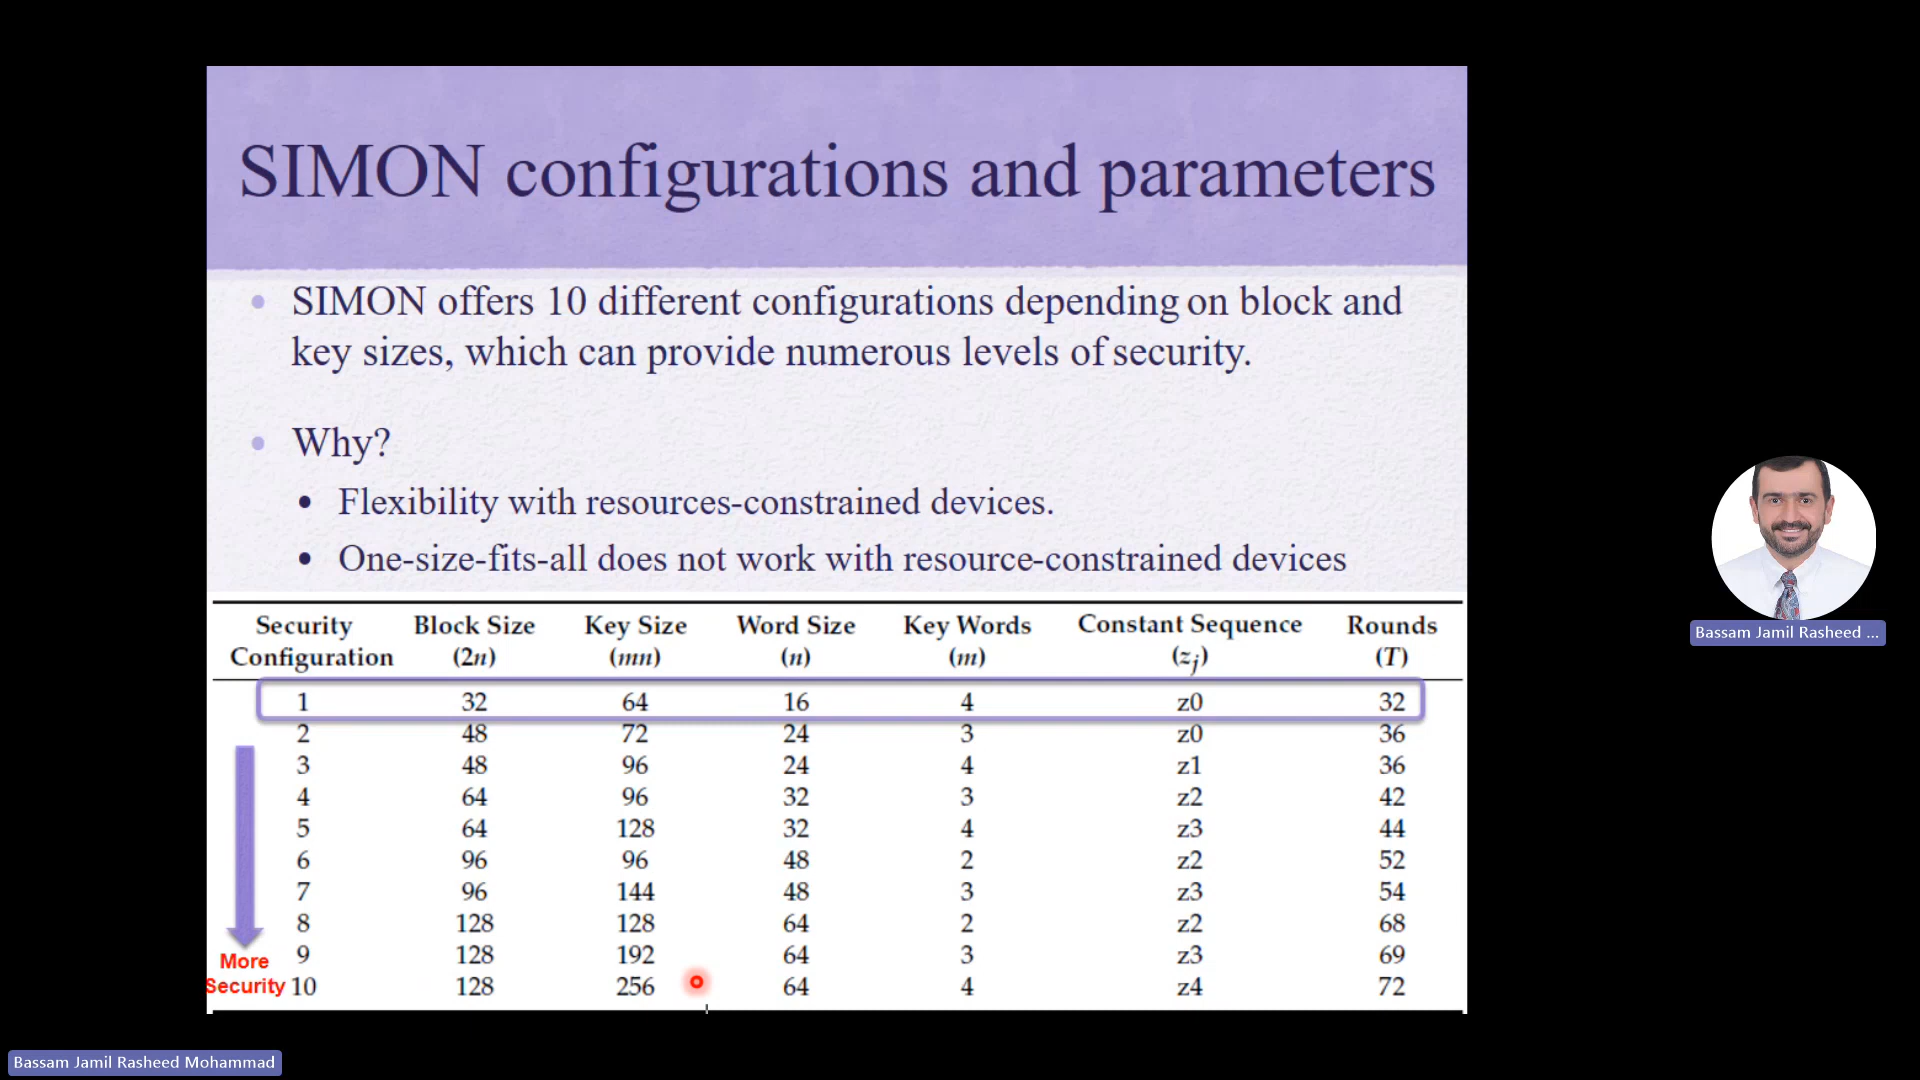 SIMON configurations and parameters
• SIMON offers 10 different configurations depending on block and
key sizes, which can provide numerous levels of security.
• Why?
• Flexibility with resources-constrained devices.
• One-size-fits-all does not work with resource-constrained devices
Security Block Size Key Size Word Size Key Words Constant Sequence Rounds
Configuration (2n) (mn) (n) (m) (zj) (T)
1 32 64 16 4 z0 32
2 48 72 24 3 z0 36
3 48 96 24 4 z1 36
4 64 96 32 3 z2 42
5 64 128 32 4 z3 44
6 96 96 48 2 z2 52
7 96 144 48 3 z3 54
8 128 128 64 2 z2 68
9 128 192 64 3 z3 69
10 128 256 64 4 z4 72
More
Security
Bassam Jamil Rasheed ...
Bassam Jamil Rasheed Mohammad